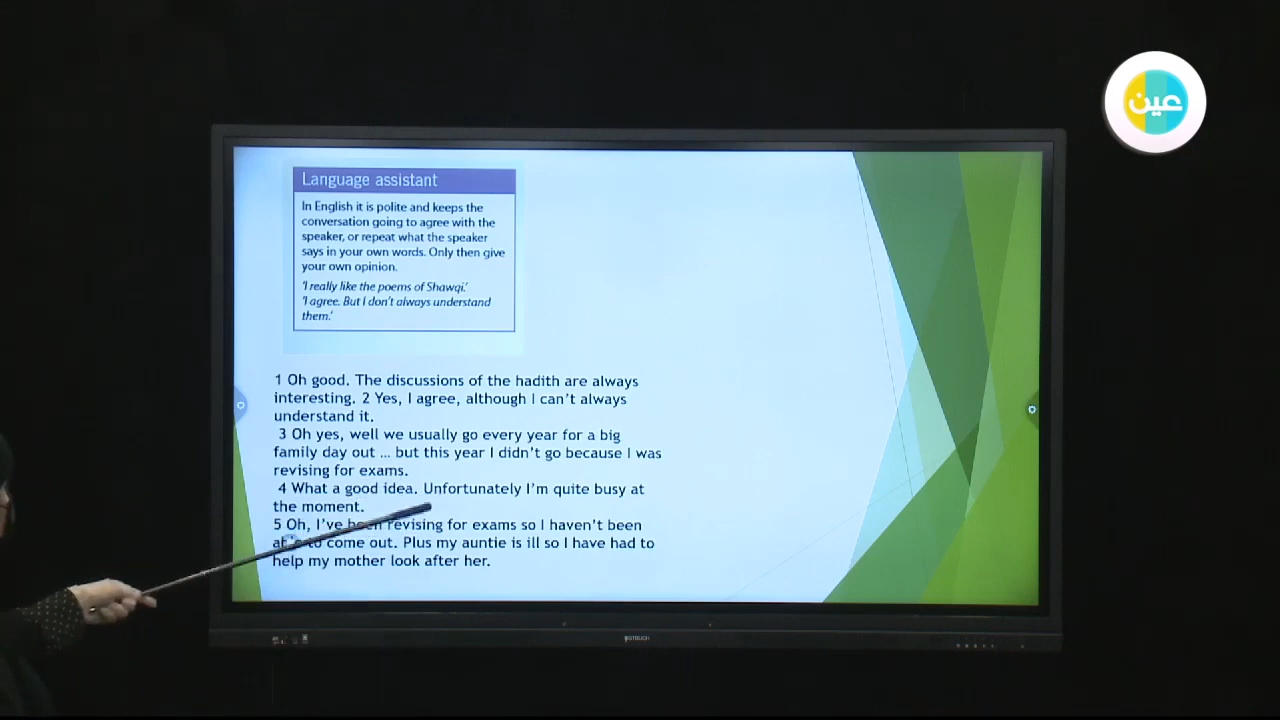 عين
Language assistant
In English it is polite and keeps the
conversation going to agree with the
speaker, or repeat what the speaker
says in your own words. Only then give
your own opinion.
'I really like the poems of Shawqi.'
'I agree. But I don't always understand
them.'
1 Oh good. The discussions of the hadith are always
interesting. 2 Yes, I agree, although I can't always
understand it.
3 Oh yes, well we usually go every year for a big
family day out … but this year I didn't go because I was
revising for exams.
4 What a good idea. Unfortunately I'm quite busy at
the moment.
5 Oh, I've been revising for exams so I haven't been
to come out. Plus my auntie is ill so I have had to
help my mother look after her.